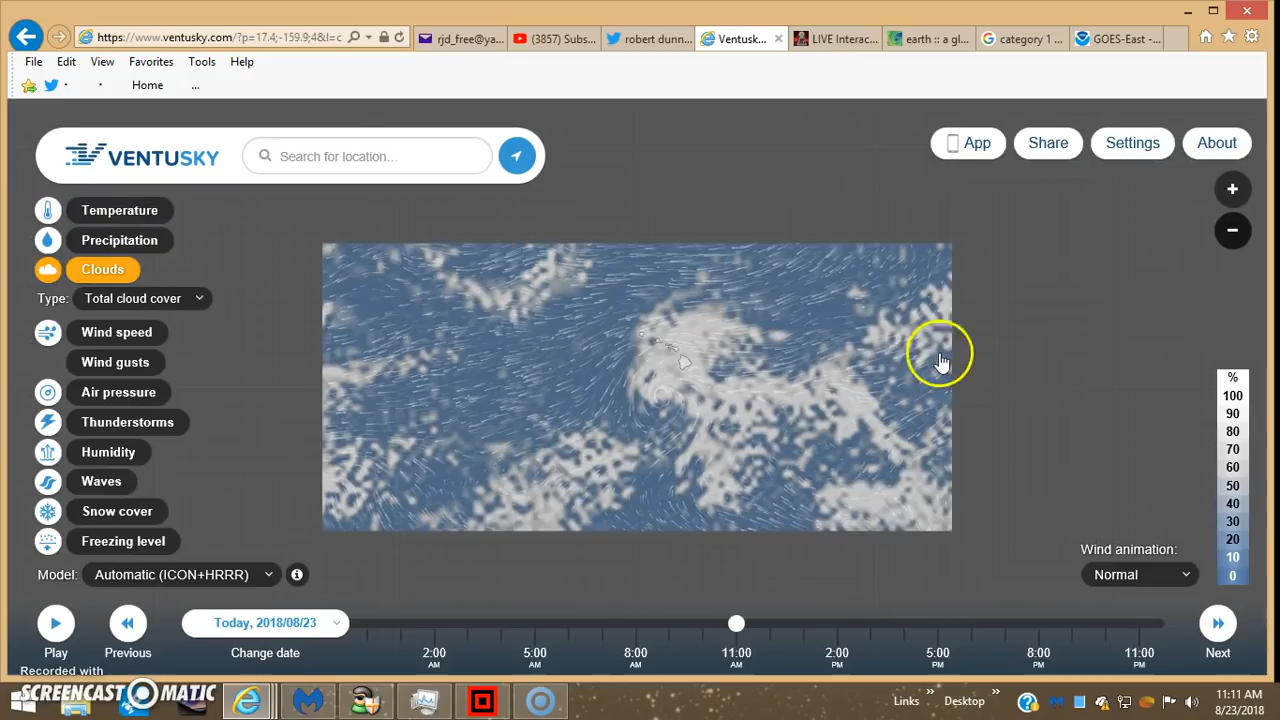 https://www.ventusky.com/?p=17.4;-159.9;4&l=c
rjd_free@ya...
(3857) Subs...
robert dunn...
Ventusk...
LIVE Interac...
earth :: a gl...
category 1 ...
GOES-East -...
File Edit View Favorites Tools Help
Home ...
VENTUSKY
Search for location...
App Share Settings About
Temperature
Precipitation
Clouds
Type: Total cloud cover
Wind speed
Wind gusts
Air pressure
Thunderstorms
Humidity
Waves
Snow cover
Freezing level
Model: Automatic (ICON+HRRR)
%
100
90
80
70
60
50
40
30
20
10
0
Wind animation:
Normal
Today, 2018/08/23
Play Previous Change date
2:00 AM 5:00 AM 8:00 AM 11:00 AM 2:00 PM 5:00 PM 8:00 PM 11:00 PM
Next
Recorded with
SCREENCAST-O-MATIC
Links » Desktop »
11:11 AM
8/23/2018